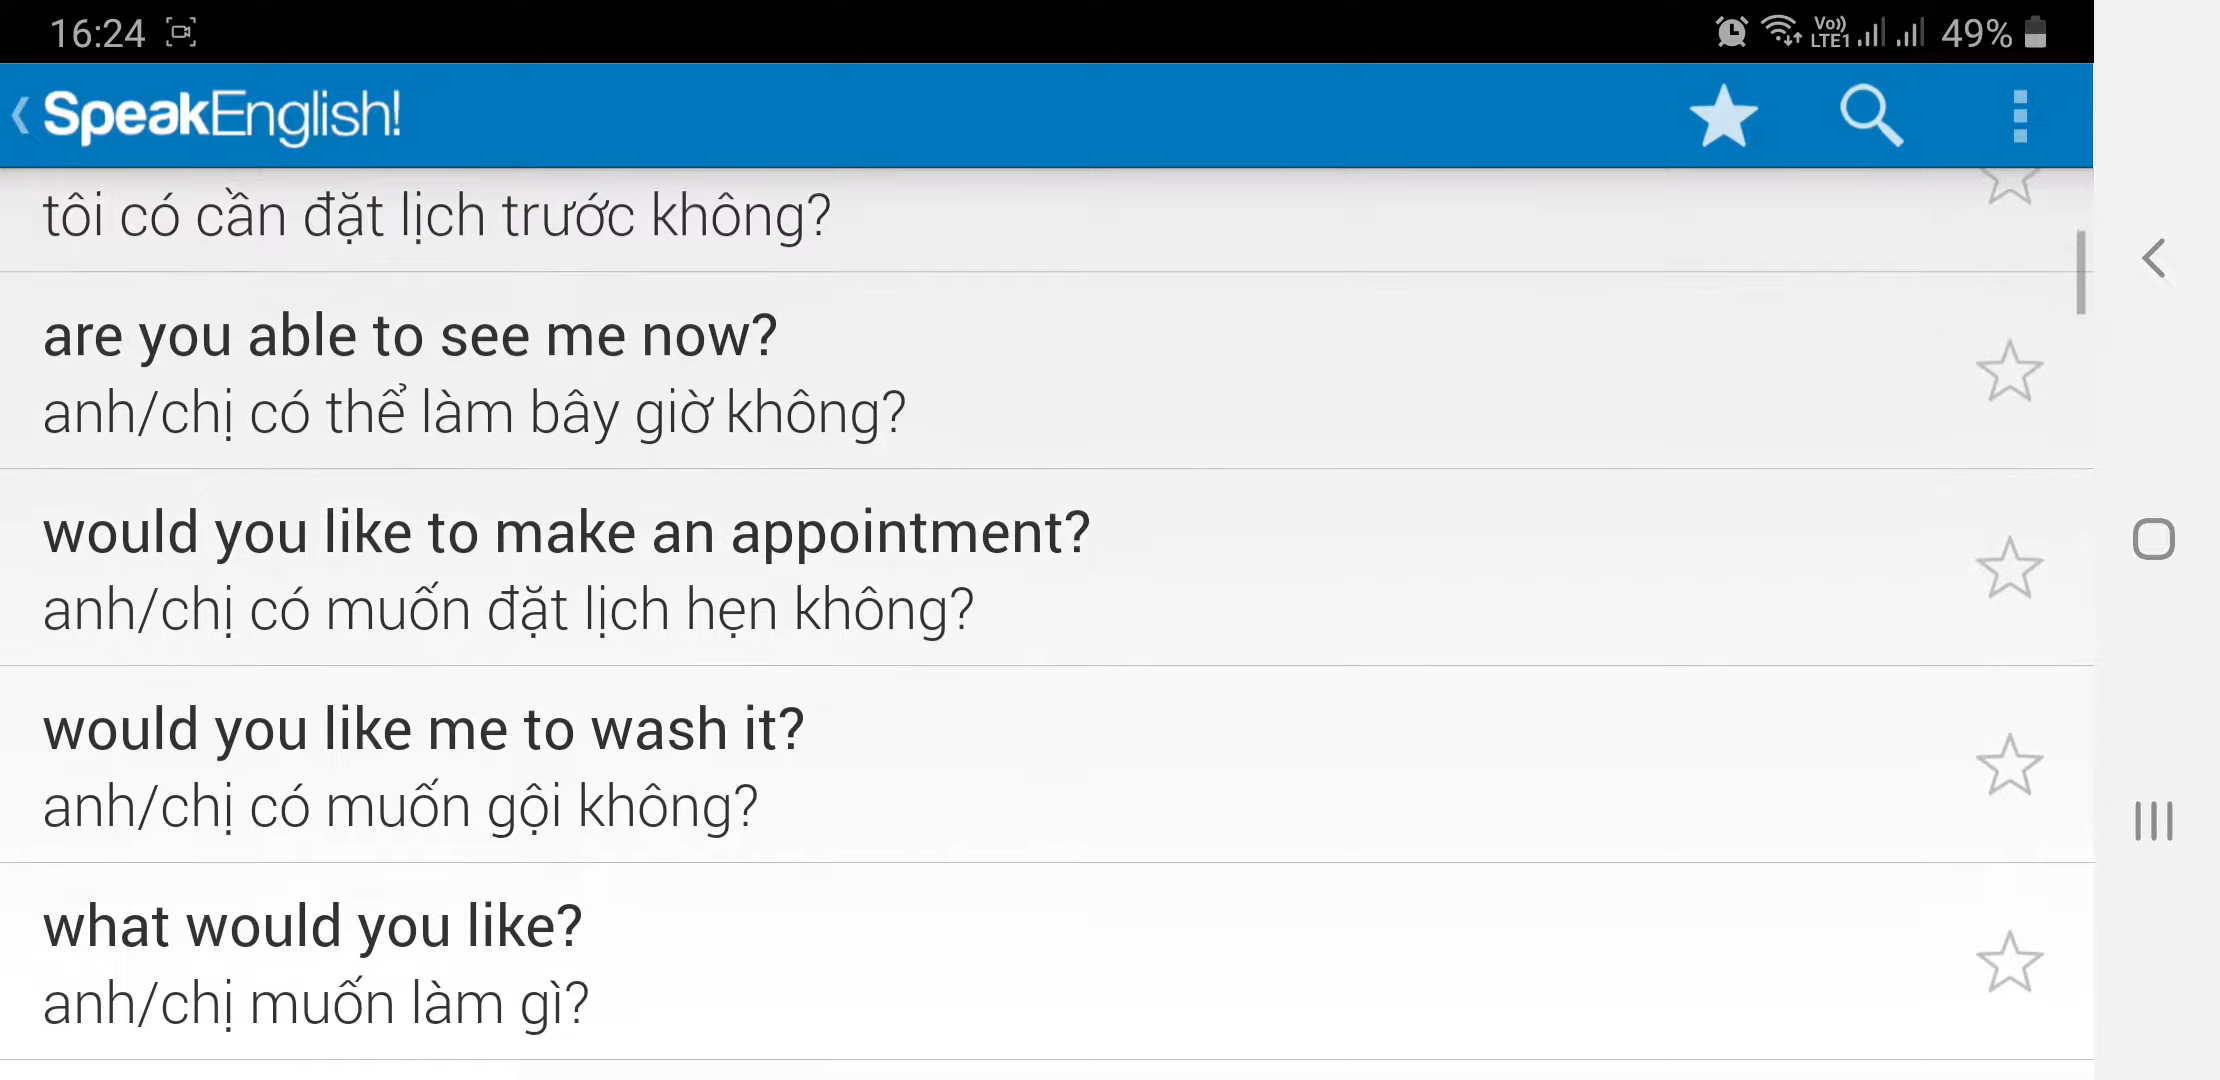 16:24
Vo)) LTE1 49%
SpeakEnglish!
tôi có cần đặt lịch trước không?
are you able to see me now?
anh/chị có thể làm bây giờ không?
would you like to make an appointment?
anh/chị có muốn đặt lịch hẹn không?
would you like me to wash it?
anh/chị có muốn gội không?
what would you like?
anh/chị muốn làm gì?